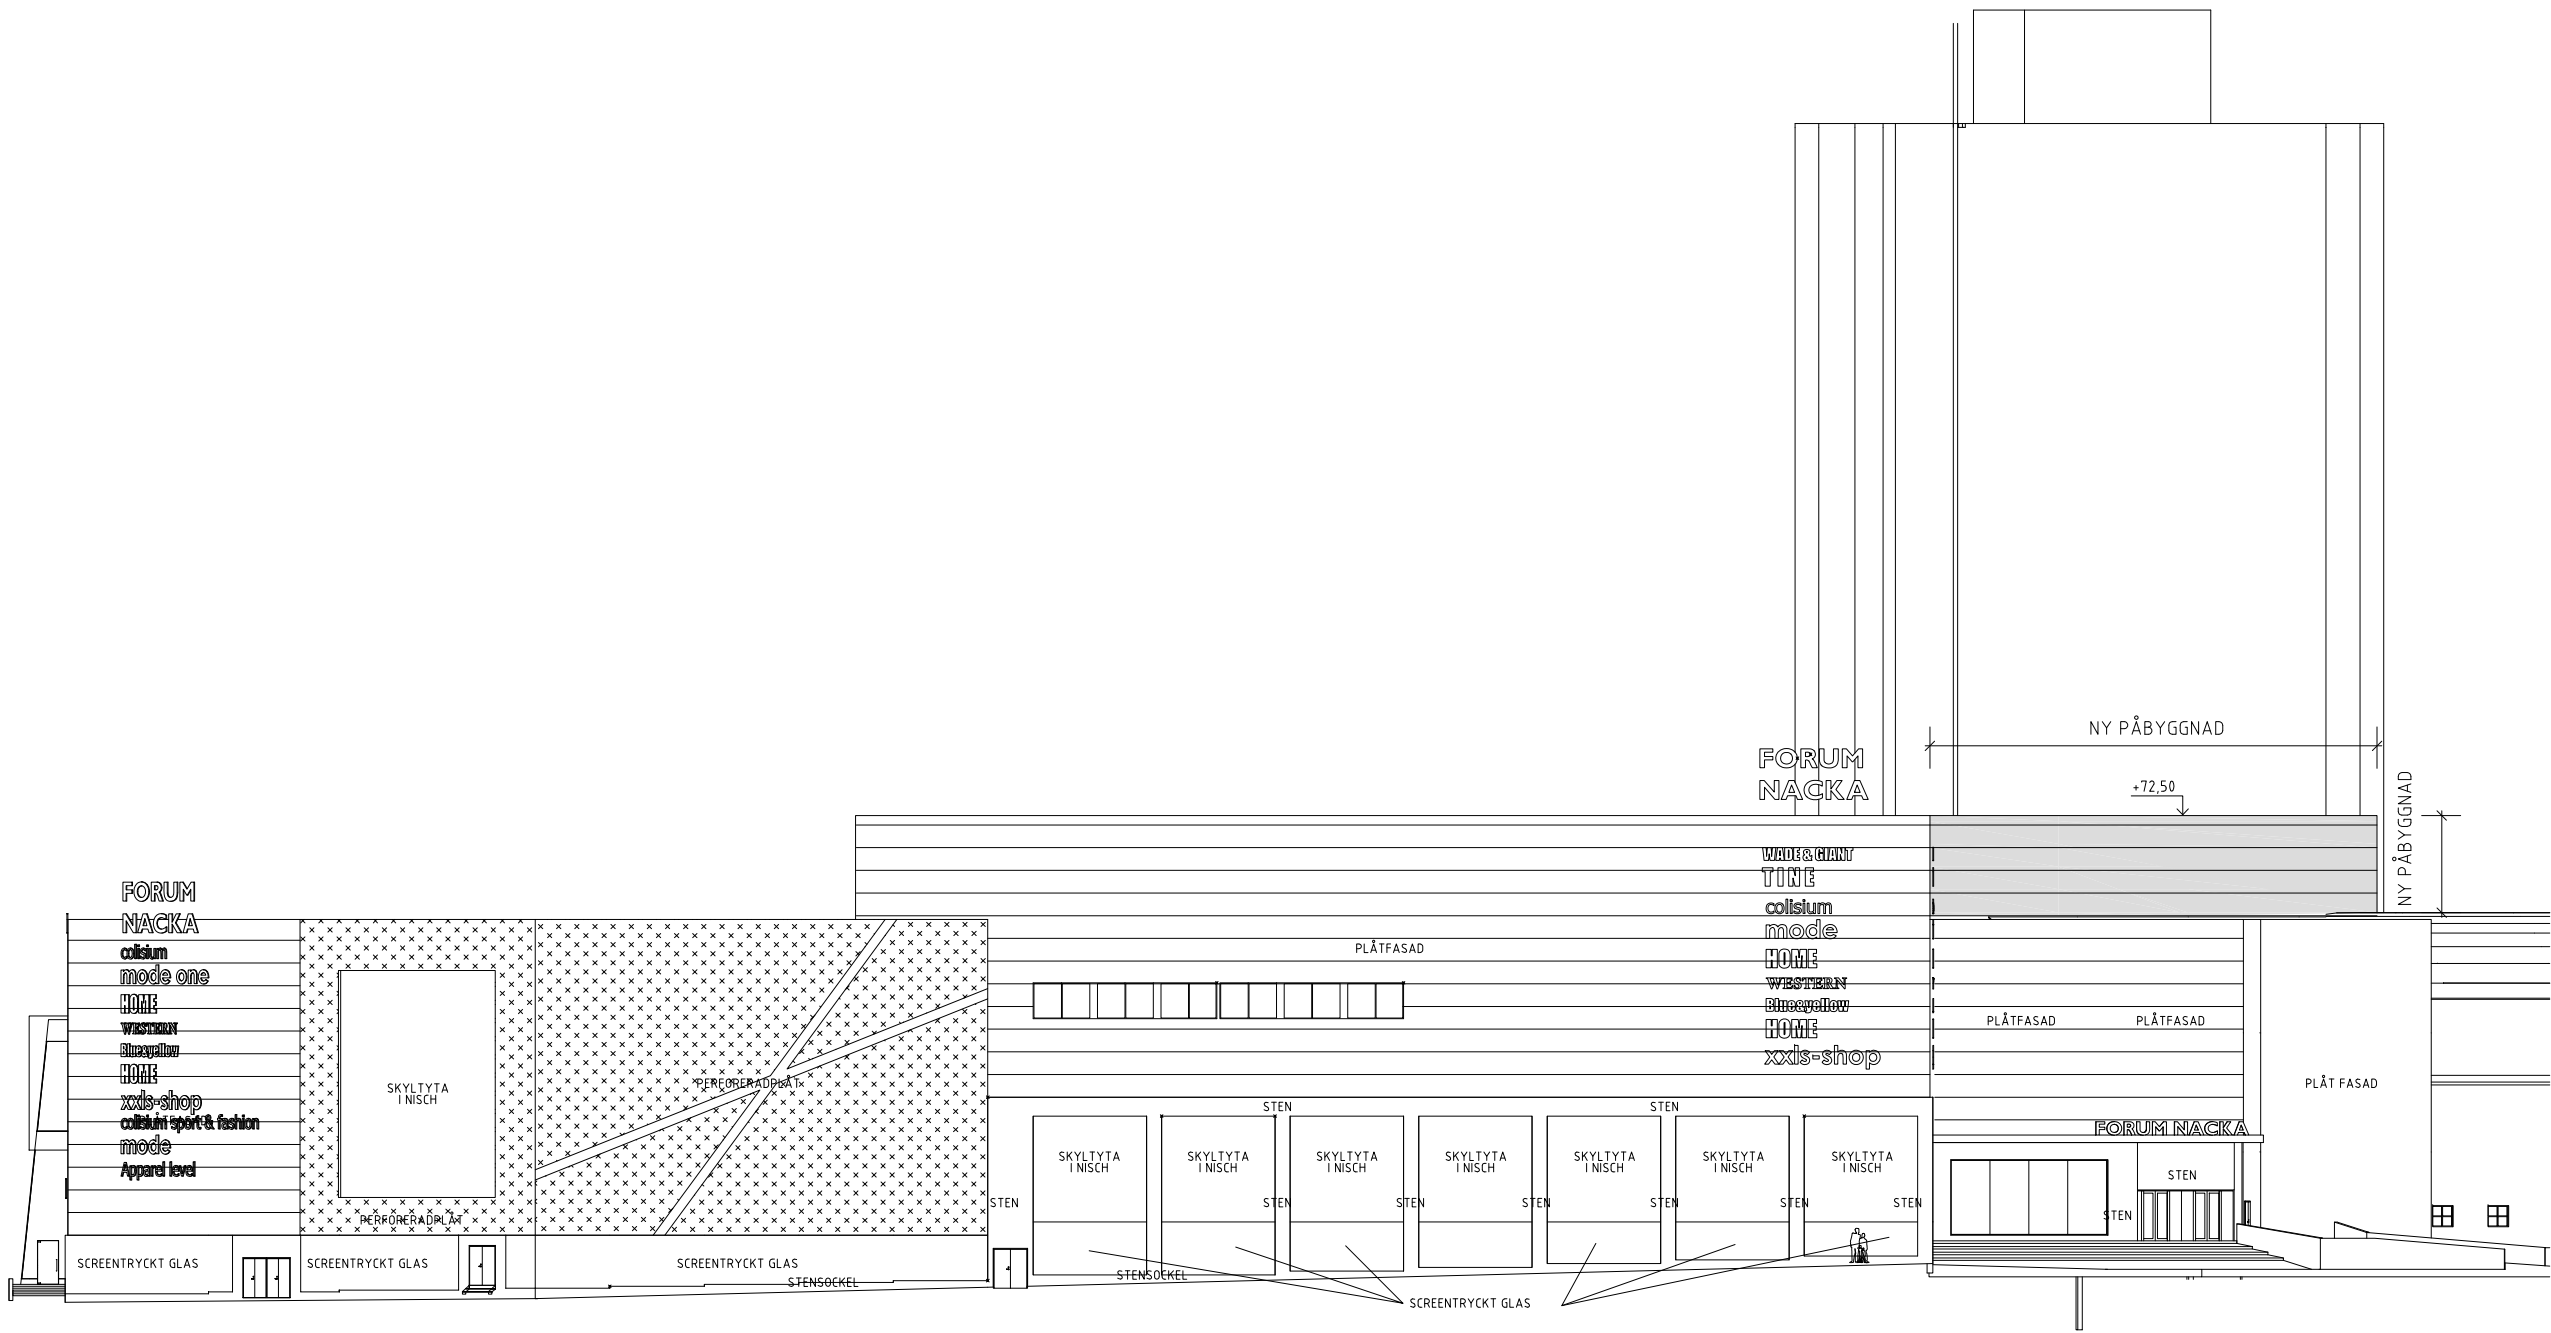 NY PÅBYGGNAD
FORUM
NACKA
+72,50
NY PÅBYGGNAD
WADE & GIANT
TINE
colisium
mode
HOME
WESTERN
Blue&yellow
HOME
xxls-shop
FORUM
NACKA
colisium
mode one
HOME
WESTERN
Blue&yellow
HOME
xxls-shop
colisium sport & fashion
mode
Apparel level
SKYLTYTA
I NISCH
PERFORERADPLÅT
PERFORERADPLÅT
PLÅTFASAD
PLÅTFASAD
PLÅTFASAD
PLÅT FASAD
STEN
STEN
FORUM NACKA
SKYLTYTA
I NISCH
SKYLTYTA
I NISCH
SKYLTYTA
I NISCH
SKYLTYTA
I NISCH
SKYLTYTA
I NISCH
SKYLTYTA
I NISCH
SKYLTYTA
I NISCH
STEN
STEN
STEN
STEN
STEN
STEN
STEN
STEN
STEN
STEN
SCREENTRYCKT GLAS
SCREENTRYCKT GLAS
SCREENTRYCKT GLAS
STENSOCKEL
STENSOCKEL
SCREENTRYCKT GLAS